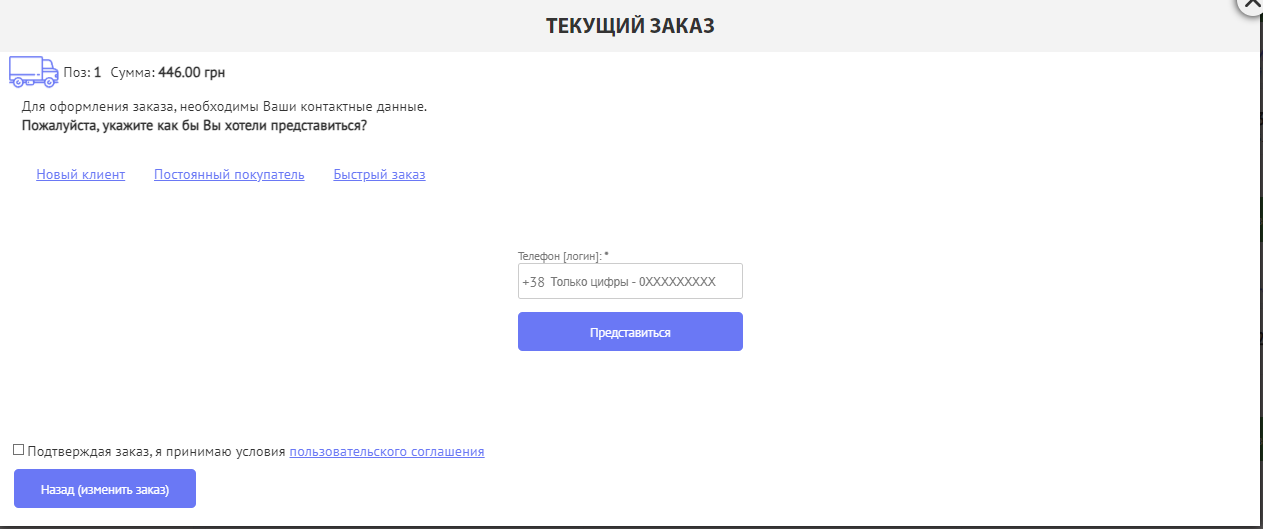 ТЕКУЩИЙ ЗАКАЗ
Поз: 1 Сумма: 446.00 грн
Для оформления заказа, необходимы Ваши контактные данные.
Пожалуйста, укажите как бы Вы хотели представиться?
Новый клиент Постоянный покупатель Быстрый заказ
Телефон [логин]: *
+38 Только цифры - 0XXXXXXXXX
Представиться
Подтверждая заказ, я принимаю условия пользовательского соглашения
Назад (изменить заказ)